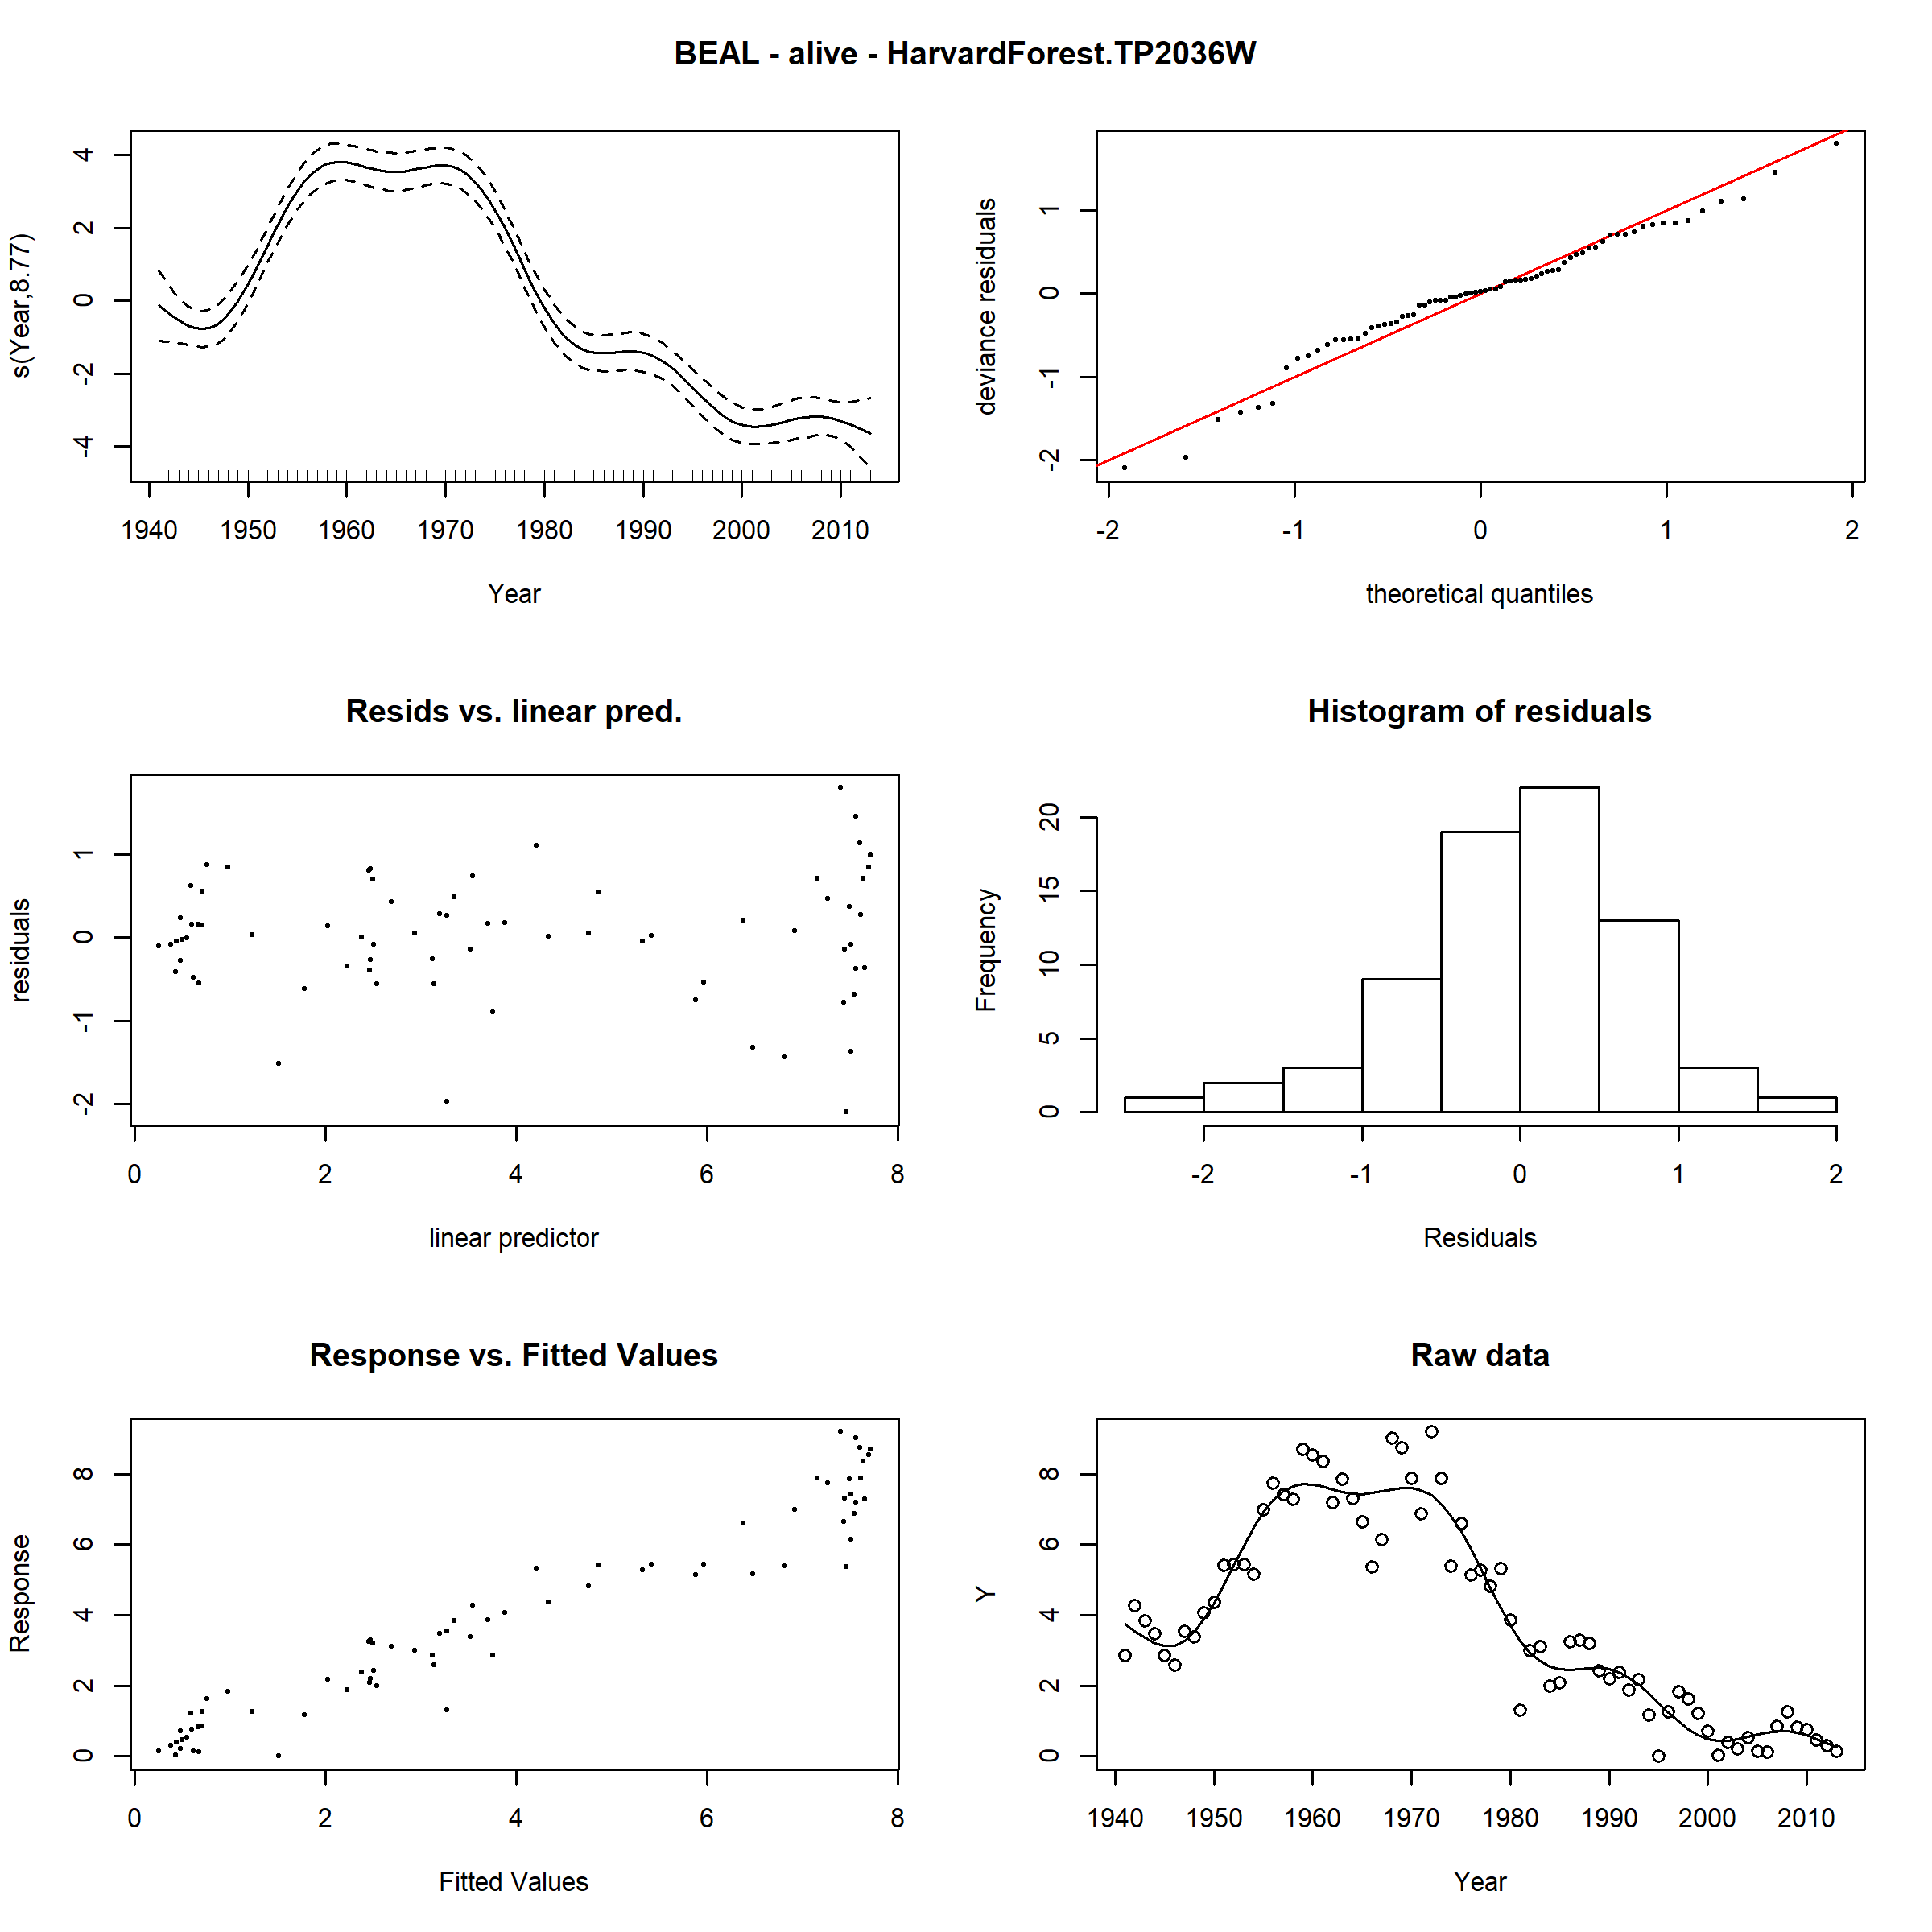 BEAL - alive - HarvardForest.TP2036W
s(Year,8.77)
4
2
0
-2
-4
1940 1950 1960 1970 1980 1990 2000 2010
Year
deviance residuals
1
0
-1
-2
-2 -1 0 1 2
theoretical quantiles
Resids vs. linear pred.
residuals
1
0
-1
-2
0 2 4 6 8
linear predictor
Histogram of residuals
Frequency
20
15
10
5
0
-2 -1 0 1 2
Residuals
Response vs. Fitted Values
Response
8
6
4
2
0
0 2 4 6 8
Fitted Values
Raw data
Y
8
6
4
2
0
1940 1950 1960 1970 1980 1990 2000 2010
Year